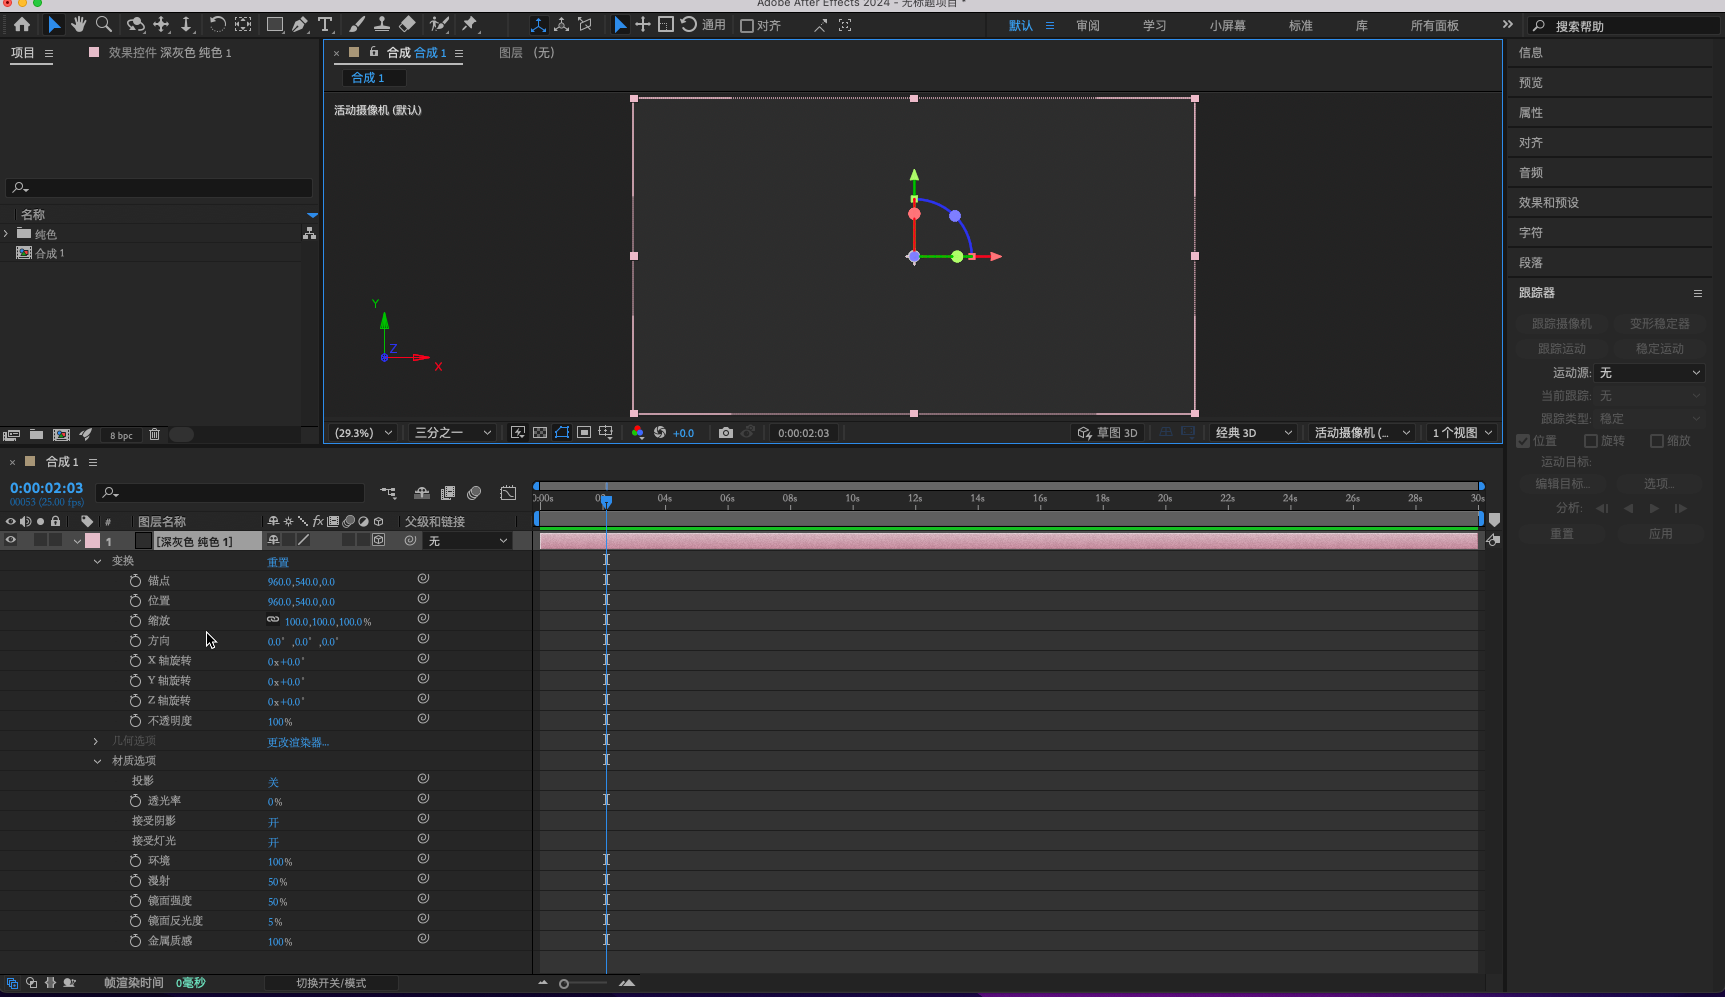 Adobe After Effects 2024 - 无标题项目 *
通用
对齐
默认
审阅
学习
小屏幕
标准
库
所有面板
搜索帮助
项目
效果控件 深灰色 纯色 1
合成 合成 1
图层 (无)
合成 1
活动摄像机 (默认)
名称
纯色
合成 1
Y
Z
X
8 bpc
(29.3%)
三分之一
+0.0
0:00:02:03
草图 3D
经典 3D
活动摄像机 (...
1 个视图
信息
预览
属性
对齐
音频
效果和预设
字符
段落
跟踪器
跟踪摄像机
变形稳定器
跟踪运动
稳定运动
运动源:
无
当前跟踪:
无
跟踪类型:
稳定
位置
旋转
缩放
运动目标:
编辑目标...
选项...
分析:
重置
应用
合成 1
0:00:02:03
00053 (25.00 fps)
图层名称
父级和链接
04s
06s
08s
10s
12s
14s
16s
18s
20s
22s
24s
26s
28s
30s
1
[深灰色 纯色 1]
无
变换
重置
锚点
960.0,540.0,0.0
位置
960.0,540.0,0.0
缩放
100.0,100.0,100.0%
方向
0.0° ,0.0° ,0.0°
X 轴旋转
0x+0.0°
Y 轴旋转
0x+0.0°
Z 轴旋转
0x+0.0°
不透明度
100%
几何选项
更改渲染器...
材质选项
投影
关
透光率
0%
接受阴影
开
接受灯光
开
环境
100%
漫射
50%
镜面强度
50%
镜面反光度
5%
金属质感
100%
帧渲染时间
0毫秒
切换开关/模式